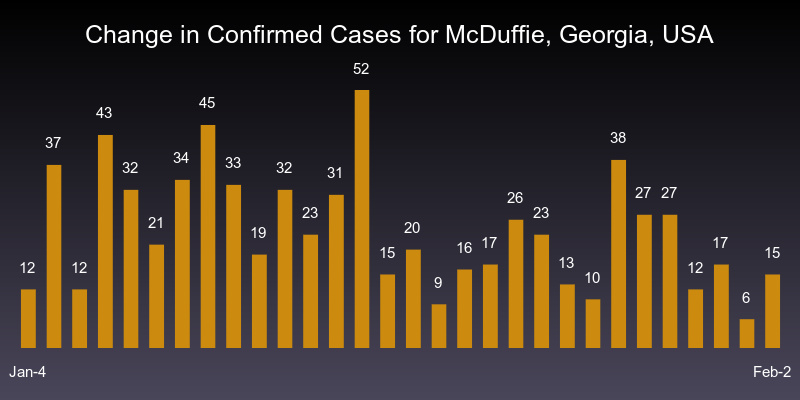 Change in Confirmed Cases for McDuffie, Georgia, USA
12 37 12 43 32 21 34 45 33 19 32 23 31 52 15 20 9 16 17 26 23 13 10 38 27 27 12 17 6 15
Jan-4 Feb-2